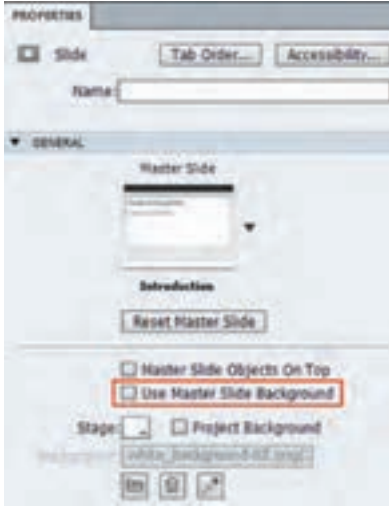 PROPERTIES
Slide Tab Order... Accessibility...
Name:
GENERAL
Master Slide
Introduction
Reset Master Slide
Master Slide Objects On Top
Use Master Slide Background
Stage: Project Background